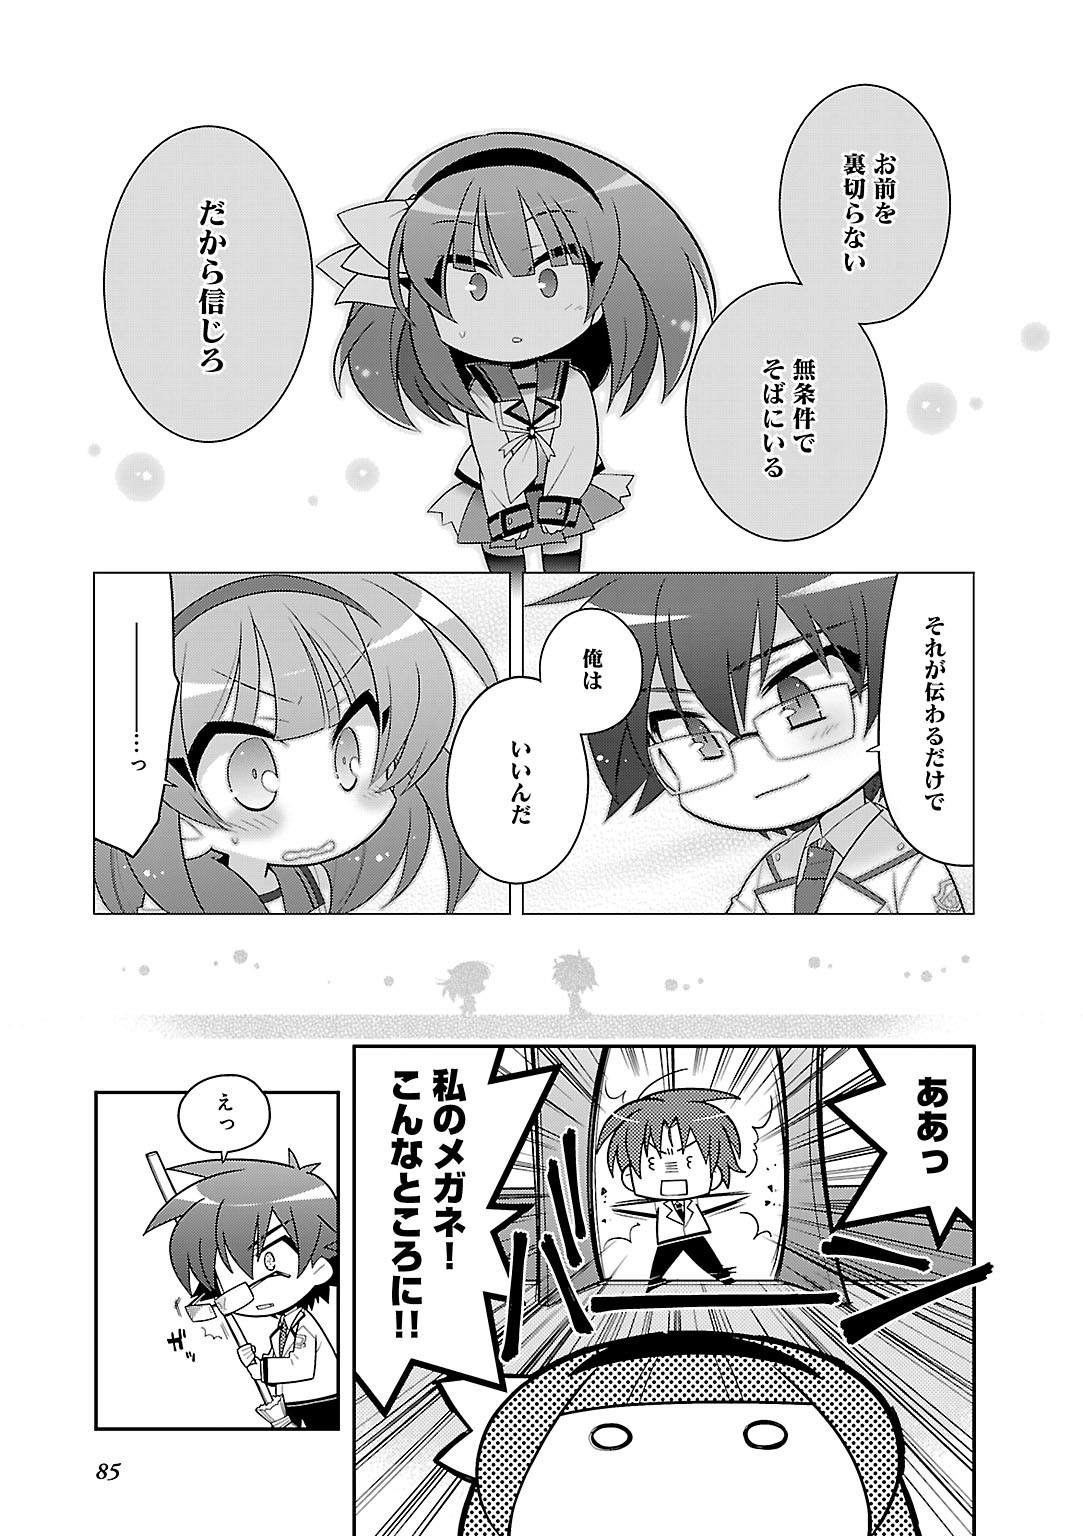 お前を
裏切らない
無条件で
そばにいる
だから信じろ
それが伝わるだけで
俺は
いいんだ
――…っ
ああっ
私のメガネ！
こんなところに!!
えっ
ズッ
85